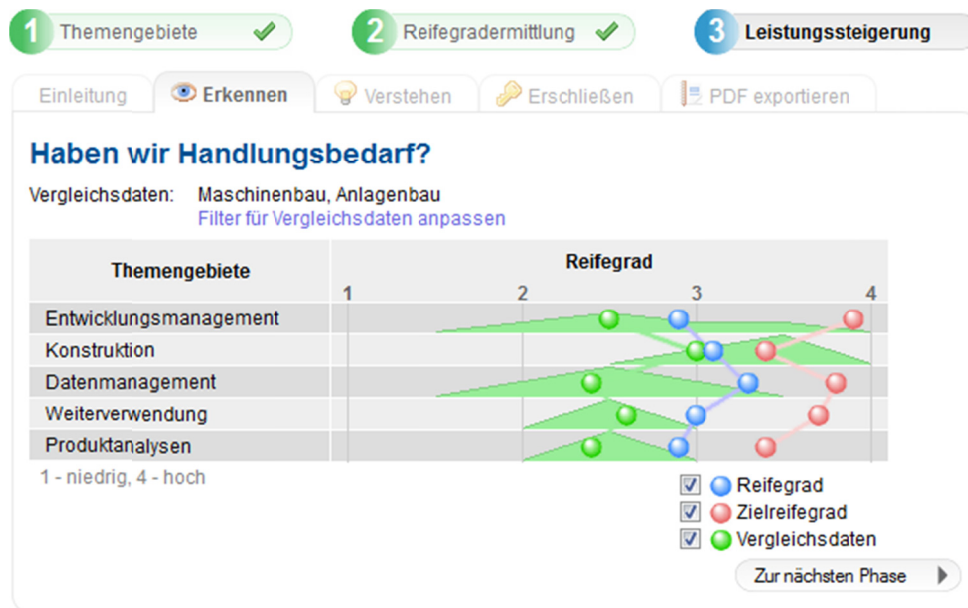 1 Themengebiete 2 Reifegradermittlung 3 Leistungssteigerung
Einleitung Erkennen Verstehen Erschließen PDF exportieren
Haben wir Handlungsbedarf?
Vergleichsdaten: Maschinenbau, Anlagenbau
Filter für Vergleichsdaten anpassen
Themengebiete Reifegrad
1 2 3 4
Entwicklungsmanagement
Konstruktion
Datenmanagement
Weiterverwendung
Produktanalysen
1 - niedrig, 4 - hoch
Reifegrad
Zielreifegrad
Vergleichsdaten
Zur nächsten Phase